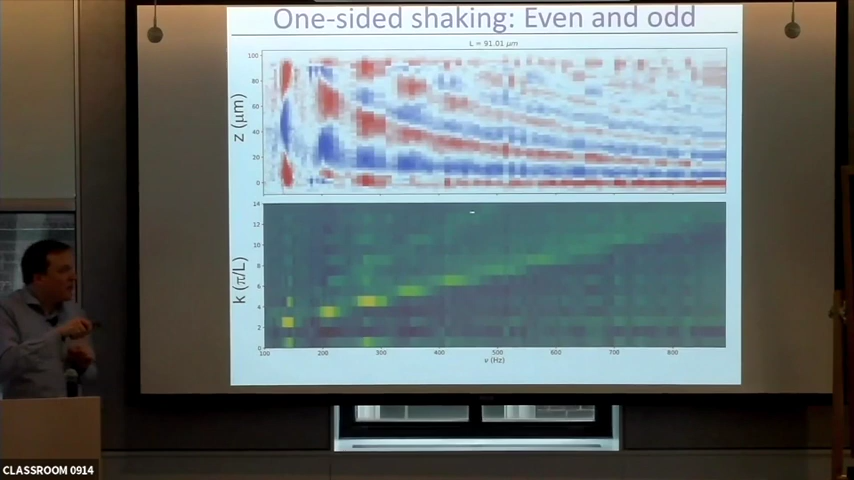 One-sided shaking: Even and odd
L = 91.01 μm
100
80
60
40
20
0
z (μm)
14
12
10
8
6
4
2
0
k (π/L)
100 200 300 400 500 600 700 800
ν (Hz)
CLASSROOM 0914